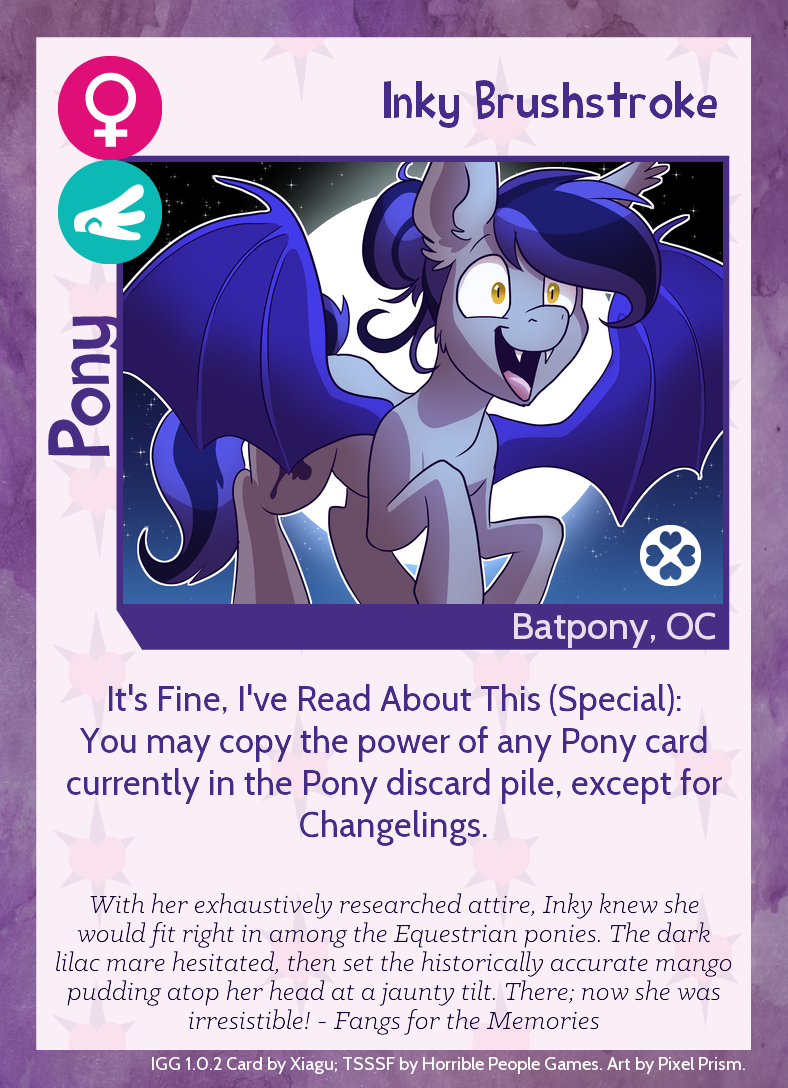 Inky Brushstroke
Pony
Batpony, OC
It's Fine, I've Read About This (Special):
You may copy the power of any Pony card
currently in the Pony discard pile, except for
Changelings.
With her exhaustively researched attire, Inky knew she
would fit right in among the Equestrian ponies. The dark
lilac mare hesitated, then set the historically accurate mango
pudding atop her head at a jaunty tilt. There; now she was
irresistible! - Fangs for the Memories
IGG 1.0.2 Card by Xiagu; TSSSF by Horrible People Games. Art by Pixel Prism.